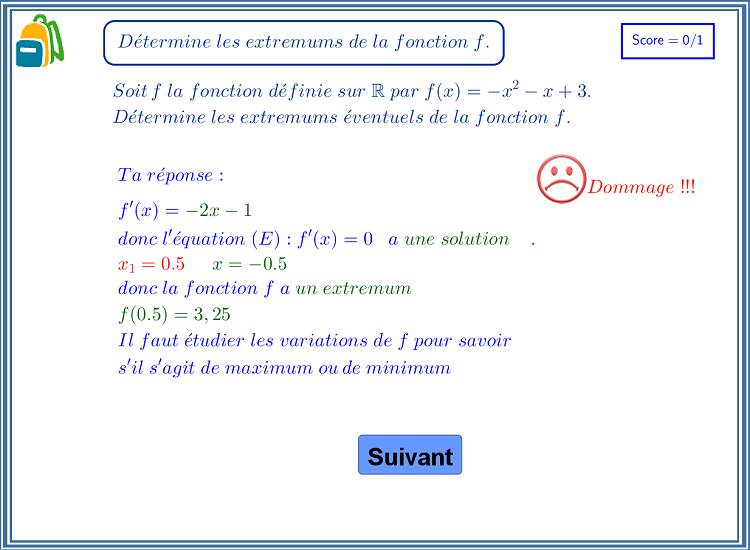 Détermine les extremums de la fonction f.
Score = 0/1
Soit f la fonction définie sur ℝ par f(x) = −x² − x + 3.
Détermine les extremums éventuels de la fonction f.
Ta réponse :
Dommage !!!
f′(x) = −2x − 1
donc l′équation (E) : f′(x) = 0 a une solution .
x₁ = 0.5 x = −0.5
donc la fonction f a un extremum
f(0.5) = 3, 25
Il faut étudier les variations de f pour savoir
s′il s′agit de maximum ou de minimum
Suivant